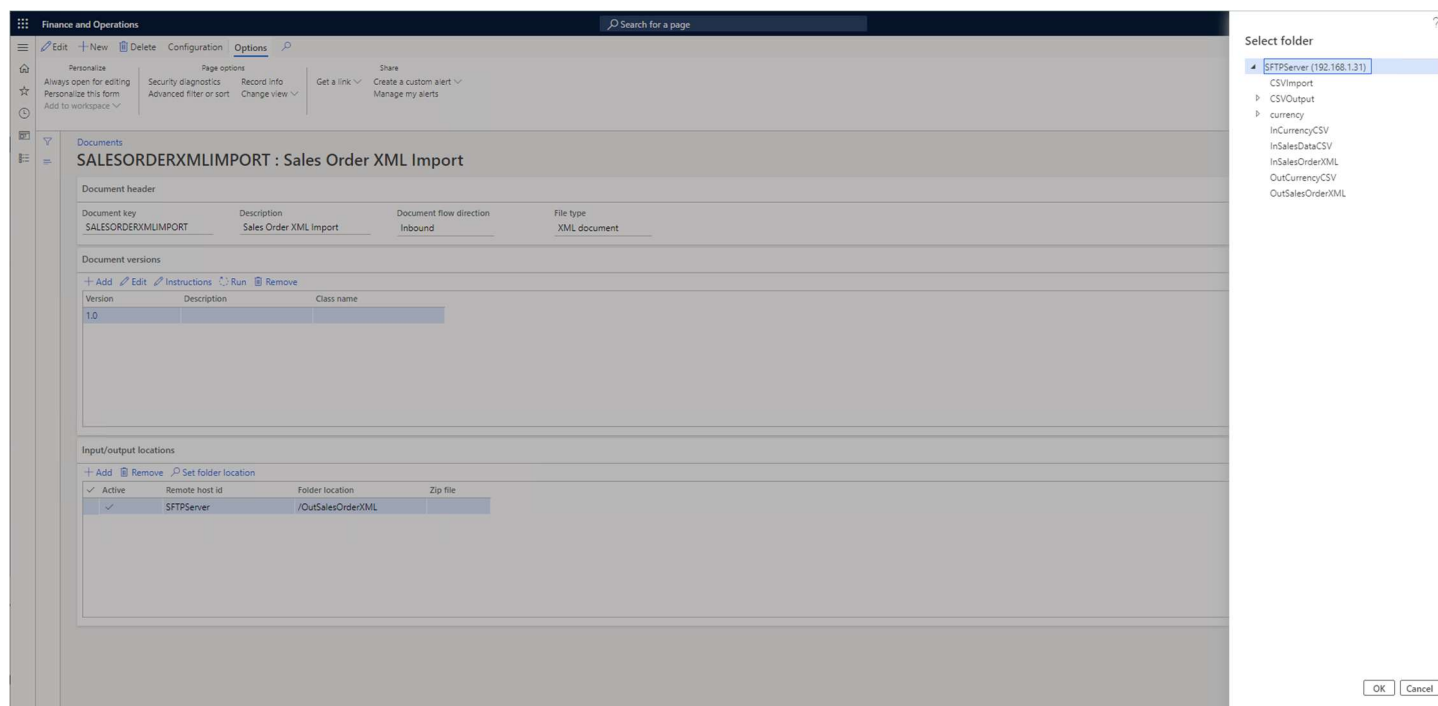 Finance and Operations
Search for a page
?
Select folder
Edit New Delete Configuration Options
Personalize
Always open for editing
Personalize this form
Add to workspace
Page options
Security diagnostics Record info
Advanced filter or sort Change view
Share
Get a link Create a custom alert
Manage my alerts
Documents
SALESORDERXMLIMPORT : Sales Order XML Import
Document header
Document key Description Document flow direction File type
SALESORDERXMLIMPORT Sales Order XML Import Inbound XML document
Document versions
Add Edit Instructions Run Remove
Version Description Class name
1.0
Input/output locations
Add Remove Set folder location
Active Remote host id Folder location Zip file
SFTPServer /OutSalesOrderXML
SFTPServer (192.168.1.31)
CSVImport
CSVOutput
currency
InCurrencyCSV
InSalesDataCSV
InSalesOrderXML
OutCurrencyCSV
OutSalesOrderXML
OK Cancel